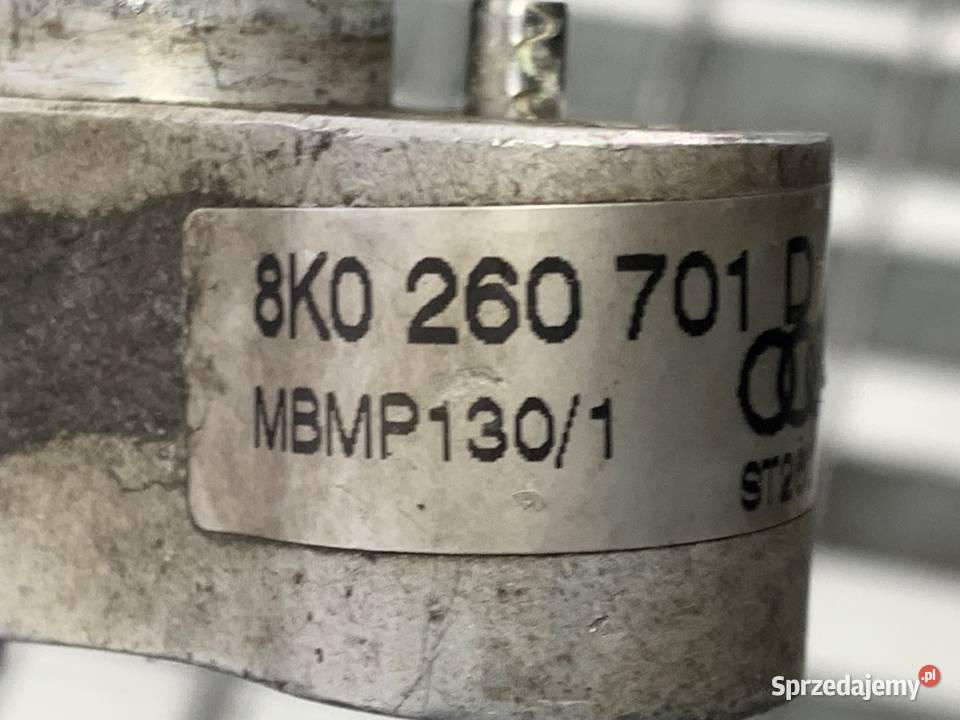 8K0 260 701 D
MBMP130/1
Sprzedajemy.pl